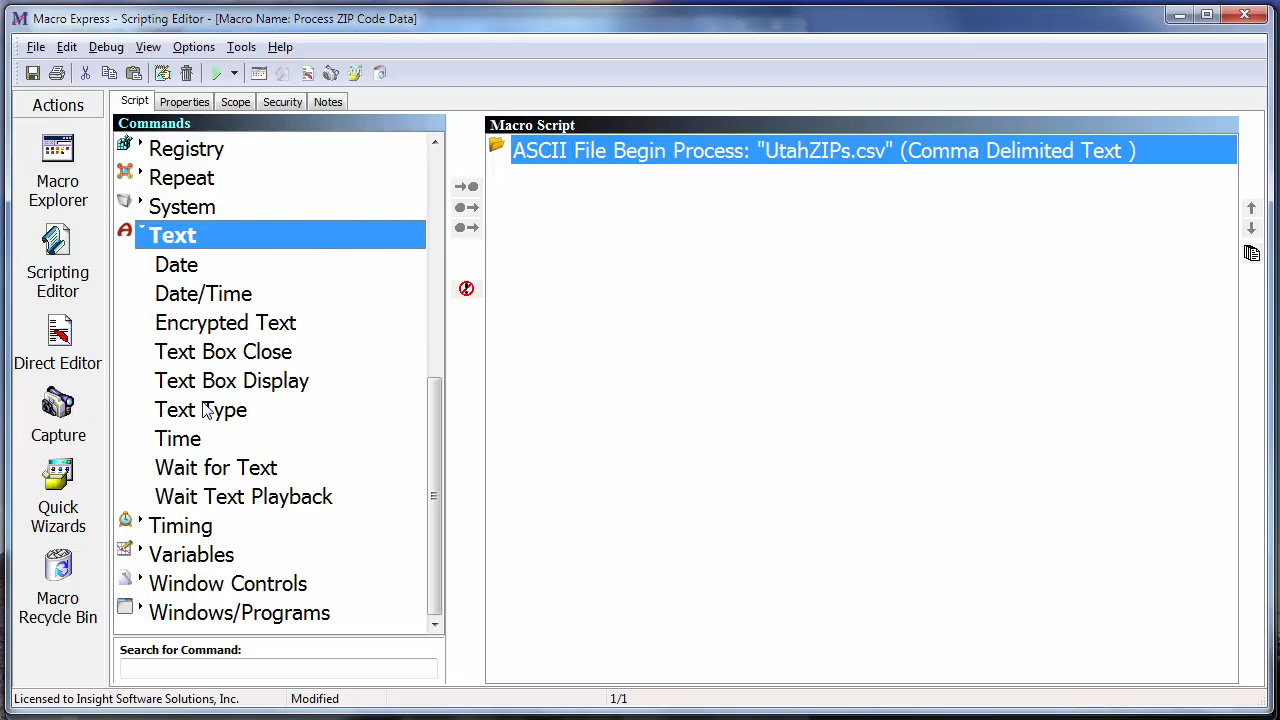 Macro Express - Scripting Editor - [Macro Name: Process ZIP Code Data]
File Edit Debug View Options Tools Help
Actions
Macro
Explorer
Scripting
Editor
Direct Editor
Capture
Quick
Wizards
Macro
Recycle Bin
Script Properties Scope Security Notes
Commands
Registry
Repeat
System
Text
Date
Date/Time
Encrypted Text
Text Box Close
Text Box Display
Text Type
Time
Wait for Text
Wait Text Playback
Timing
Variables
Window Controls
Windows/Programs
Search for Command:
Macro Script
ASCII File Begin Process: "UtahZIPs.csv" (Comma Delimited Text )
Licensed to Insight Software Solutions, Inc. Modified 1/1